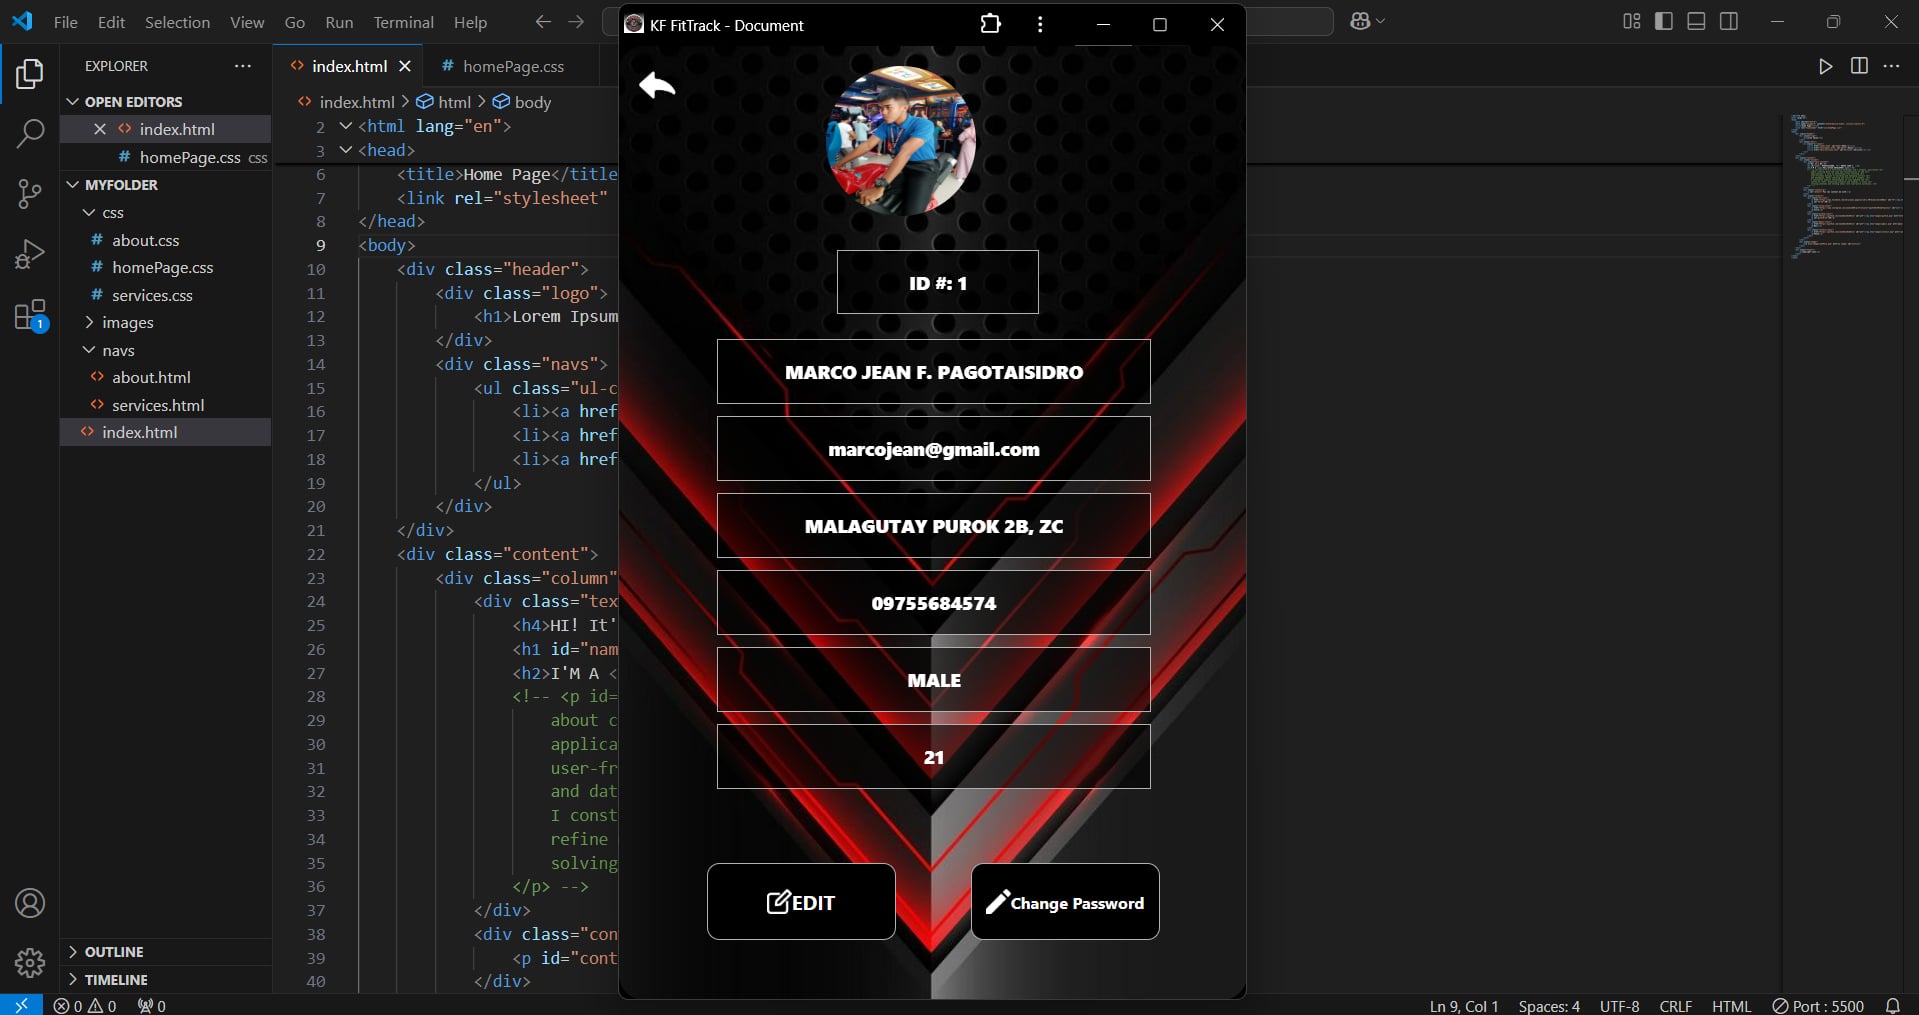 File Edit Selection View Go Run Terminal Help
KF FitTrack - Document
EXPLORER
OPEN EDITORS
index.html
homePage.css css
MYFOLDER
css
about.css
homePage.css
services.css
images
navs
about.html
services.html
index.html
OUTLINE
TIMELINE
1
index.html
homePage.css
index.html > html > body
2 <html lang="en">
3 <head>
6 <title>Home Page</title
7 <link rel="stylesheet"
8 </head>
9 <body>
10 <div class="header">
11 <div class="logo">
12 <h1>Lorem Ipsum
13 </div>
14 <div class="navs">
15 <ul class="ul-c
16 <li><a href
17 <li><a href
18 <li><a href
19 </ul>
20 </div>
21 </div>
22 <div class="content">
23 <div class="column"
24 <div class="tex
25 <h4>HI! It'
26 <h1 id="nam
27 <h2>I'M A <
28 <!-- <p id=
29 about c
30 applica
31 user-fr
32 and dat
33 I const
34 refine
35 solving
36 </p> -->
37 </div>
38 <div class="con
39 <p id="cont
40 </div>
ID #: 1
MARCO JEAN F. PAGOTAISIDRO
marcojean@gmail.com
MALAGUTAY PUROK 2B, ZC
09755684574
MALE
21
EDIT
Change Password
0 0 0
Ln 9, Col 1 Spaces: 4 UTF-8 CRLF HTML Port : 5500